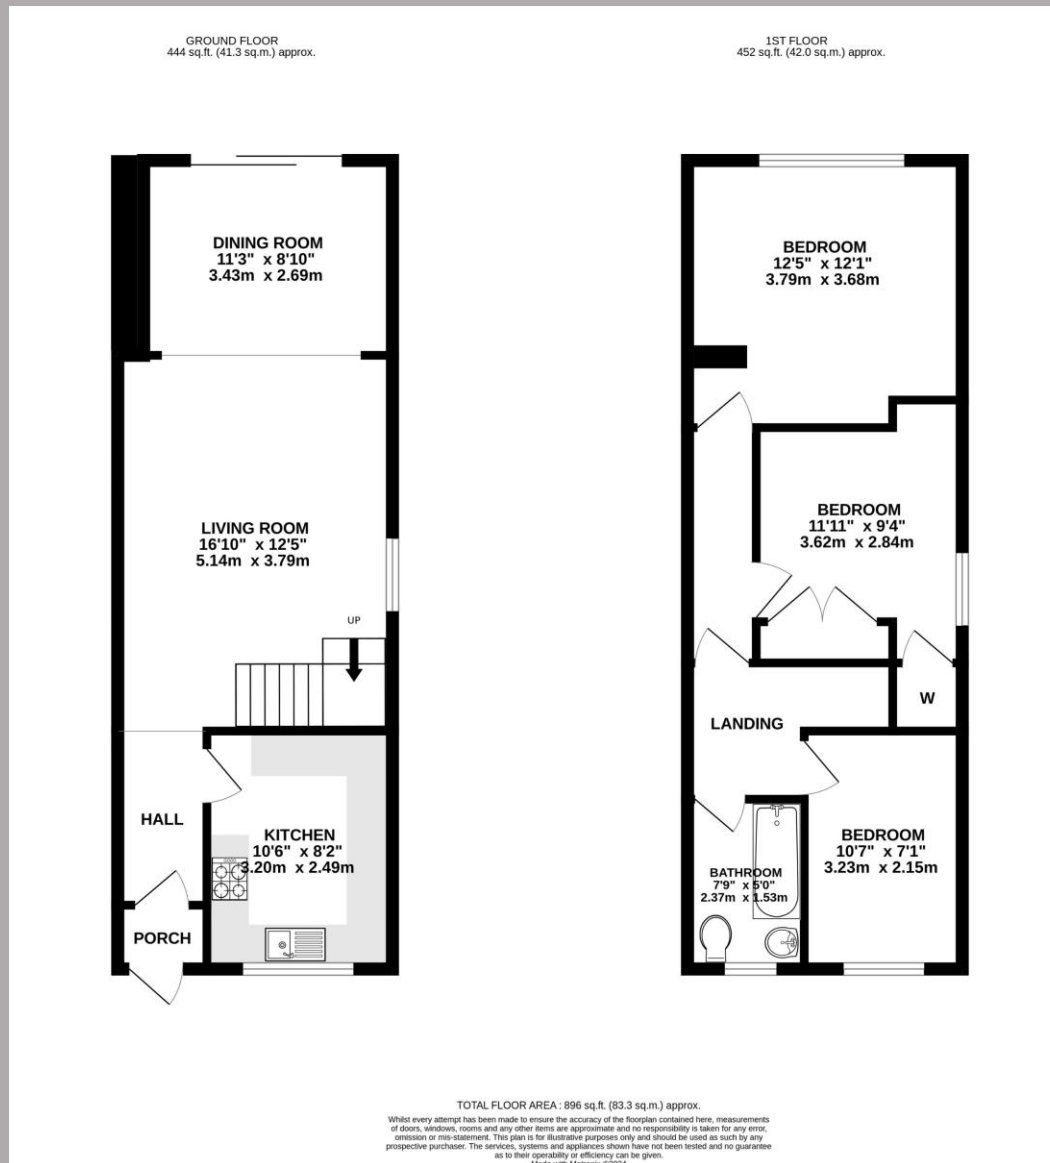 GROUND FLOOR
444 sq.ft. (41.3 sq.m.) approx.
1ST FLOOR
452 sq.ft. (42.0 sq.m.) approx.
DINING ROOM
11'3" x 8'10"
3.43m x 2.69m
LIVING ROOM
16'10" x 12'5"
5.14m x 3.79m
UP
HALL
KITCHEN
10'6" x 8'2"
3.20m x 2.49m
PORCH
BEDROOM
12'5" x 12'1"
3.79m x 3.68m
BEDROOM
11'11" x 9'4"
3.62m x 2.84m
W
LANDING
BEDROOM
10'7" x 7'1"
3.23m x 2.15m
BATHROOM
7'9" x 5'0"
2.37m x 1.53m
TOTAL FLOOR AREA : 896 sq.ft. (83.3 sq.m.) approx.
Whilst every attempt has been made to ensure the accuracy of the floorplan contained here, measurements
of doors, windows, rooms and any other items are approximate and no responsibility is taken for any error,
omission or mis-statement. This plan is for illustrative purposes only and should be used as such by any
prospective purchaser. The services, systems and appliances shown have not been tested and no guarantee
as to their operability or efficiency can be given.
Made with Metropix ©2024